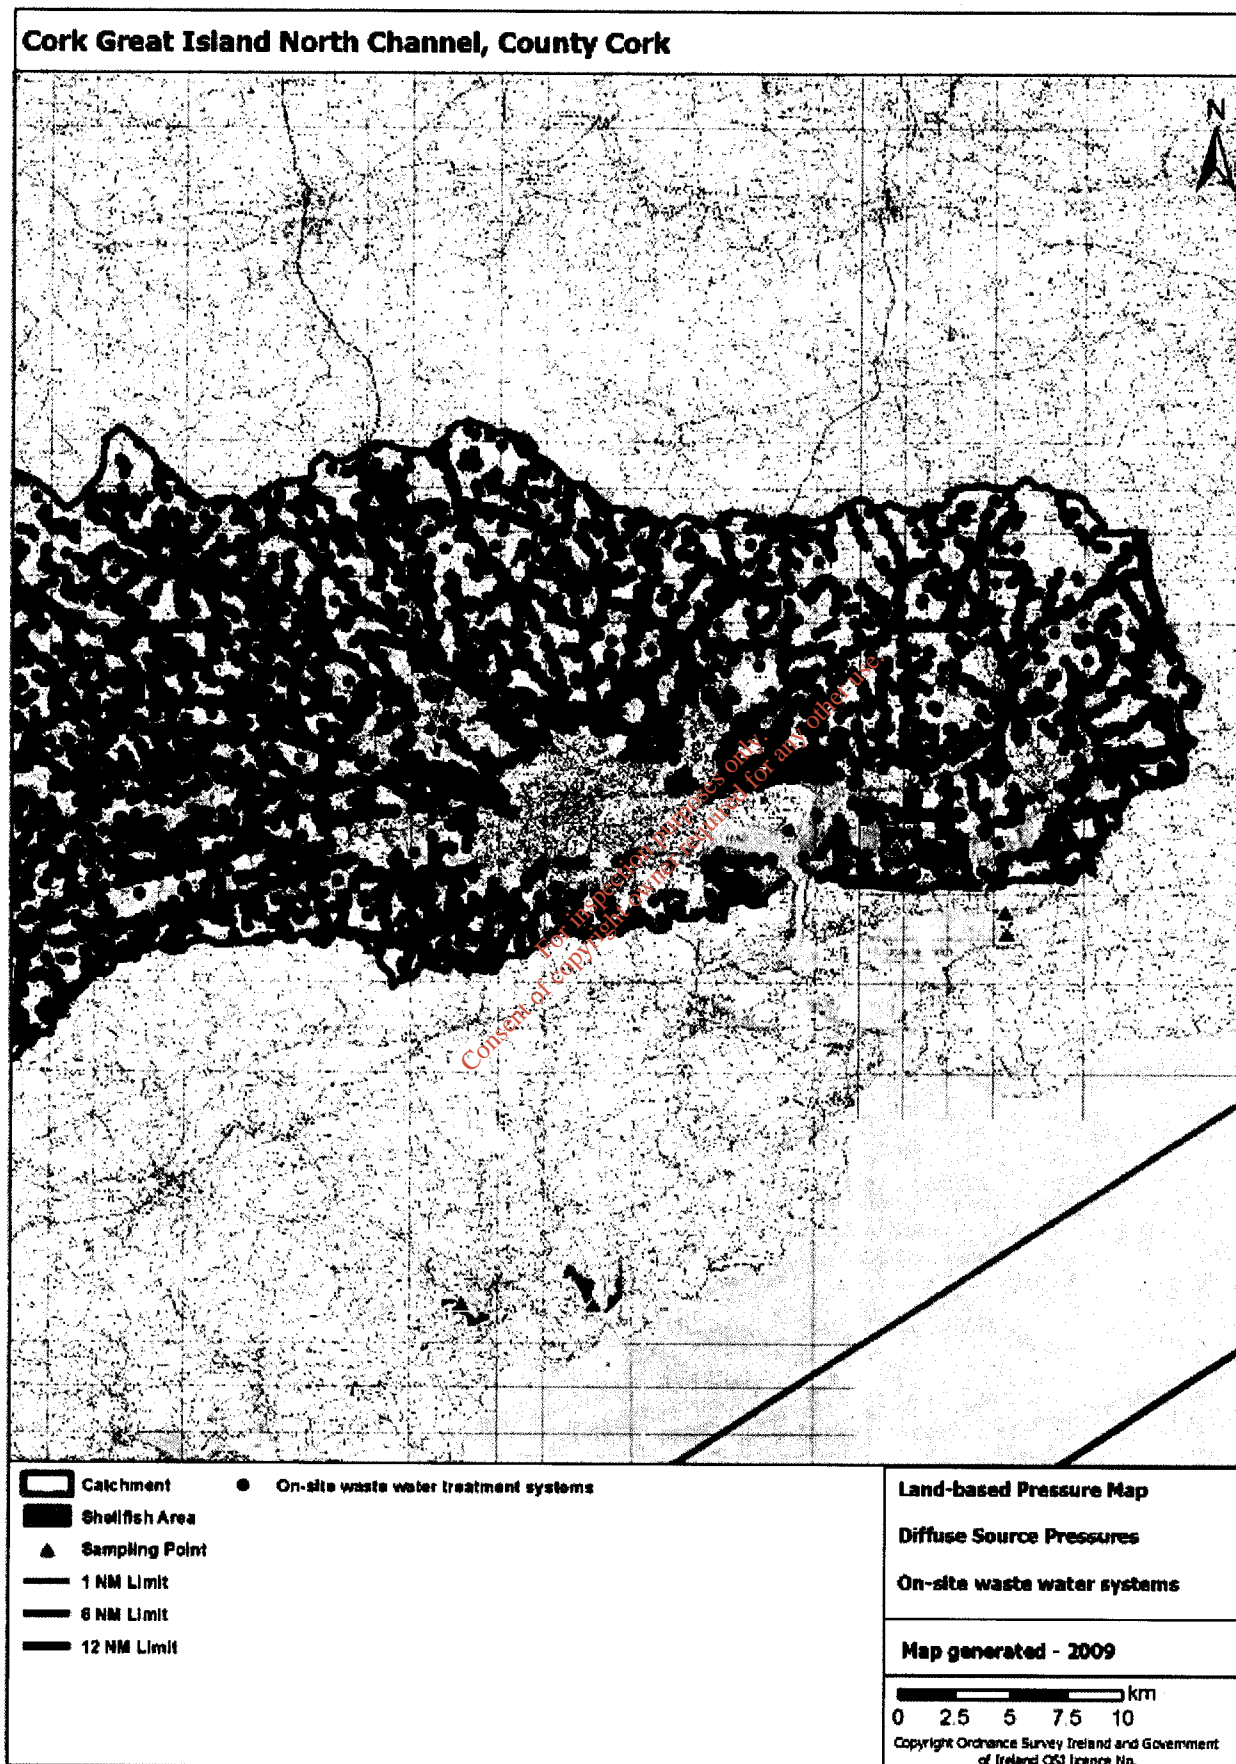 Cork Great Island North Channel, County Cork
N
For inspection purposes only.
Consent of copyright owner required for any other use.
Catchment
On-site waste water treatment systems
Shellfish Area
Sampling Point
1 NM Limit
6 NM Limit
12 NM Limit
Land-based Pressure Map
Diffuse Source Pressures
On-site waste water systems
Map generated - 2009
km
0 2.5 5 7.5 10
Copyright Ordnance Survey Ireland and Government
of Ireland OSI licence No.